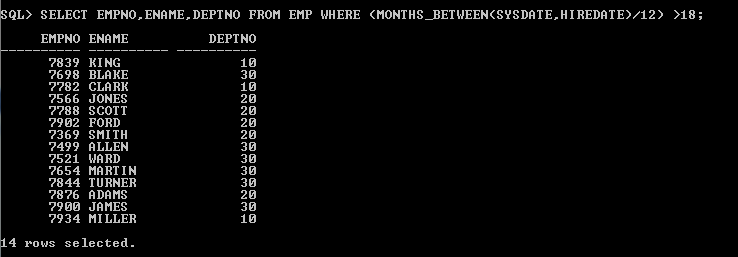 SQL> SELECT EMPNO,ENAME,DEPTNO FROM EMP WHERE (MONTHS_BETWEEN(SYSDATE,HIREDATE)/12) >18;
     EMPNO ENAME          DEPTNO
---------- ---------- ----------
      7839 KING               10
      7698 BLAKE              30
      7782 CLARK              10
      7566 JONES              20
      7788 SCOTT              20
      7902 FORD               20
      7369 SMITH              20
      7499 ALLEN              30
      7521 WARD               30
      7654 MARTIN             30
      7844 TURNER             30
      7876 ADAMS              20
      7900 JAMES              30
      7934 MILLER             10
14 rows selected.